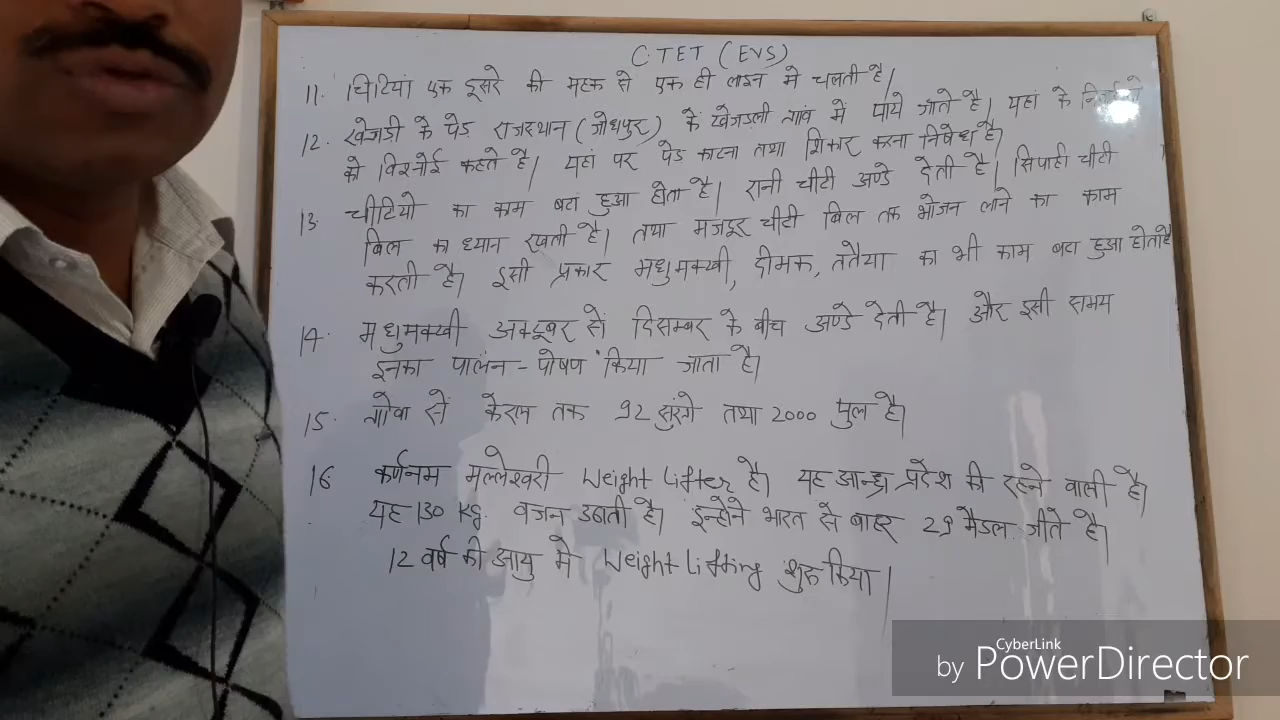 CTET (EVS)
11. चिटियां एक दूसरे की महक से एक ही लाइन मे चलती है।
12. खेजडी के पेड राजस्थान (जोधपुर) के खेजडली गांव में पाये जाते है। यहां के
को विश्नोई कहते है। यहां पर पेड काटना तथा शिकार करना निषेध है।
13. चीटियो का काम बटा हुआ होता है। रानी चीटी अण्डे देती है। सिपाही चीटी
बिल का ध्यान रखती है। तथा मजदूर चीटी बिल तक भोजन लाने का काम
करती है। इसी प्रकार मधुमक्खी, दीमक, ततैया का भी काम बटा हुआ होता है
14. मधुमक्खी अक्टूबर से दिसम्बर के बीच अण्डे देती है। और इसी समय
इनका पालन - पोषण किया जाता है।
15. गोवा से केरल तक 92 सुरंगे तथा 2000 पुल है।
16 कर्णनम मल्लेश्वरी Weight Lifter है। यह आन्ध्र प्रदेश की रहने वाली है।
यह 130 kg. वजन उठाती है। इन्होने भारत से बाहर 29 मैडल जीते है।
12 वर्ष की आयु मे Weight Lifting शुरु किया।
CyberLink
by PowerDirector